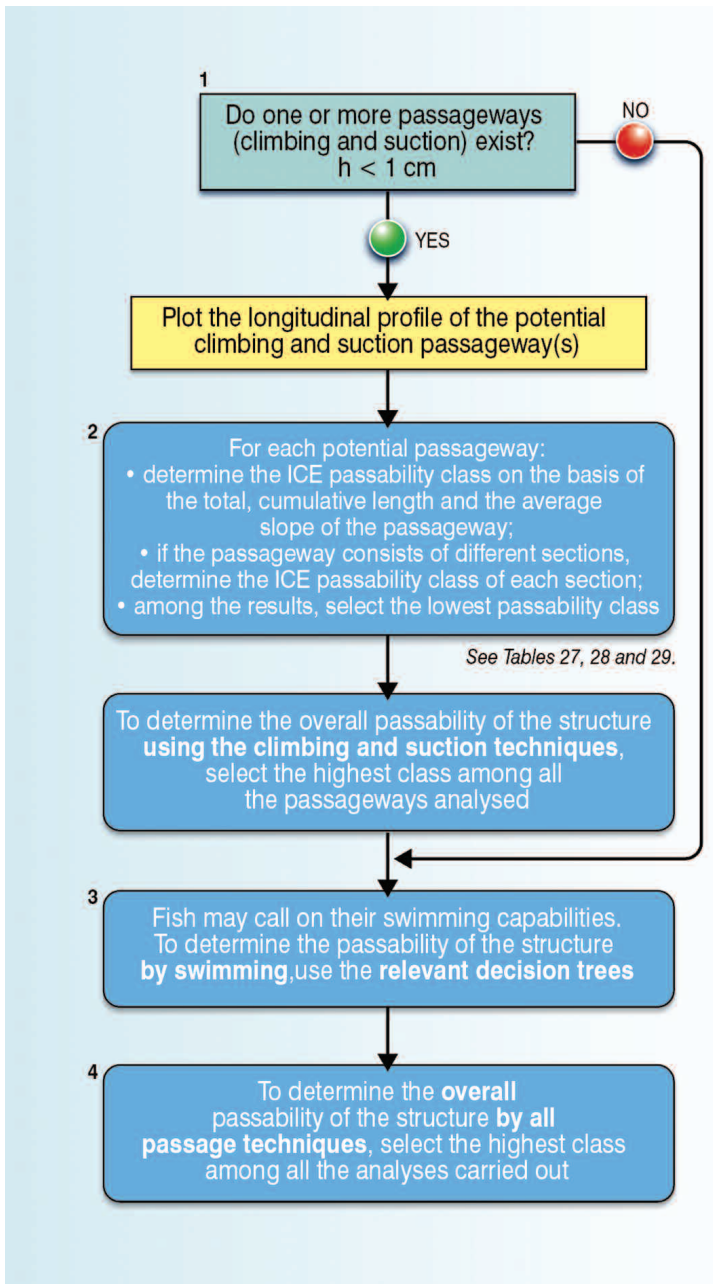 1
Do one or more passageways
(climbing and suction) exist?
h < 1 cm
NO
YES
Plot the longitudinal profile of the potential
climbing and suction passageway(s)
2
For each potential passageway:
• determine the ICE passability class on the basis of
the total, cumulative length and the average
slope of the passageway;
• if the passageway consists of different sections,
determine the ICE passability class of each section;
• among the results, select the lowest passability class
See Tables 27, 28 and 29.
To determine the overall passability of the structure
using the climbing and suction techniques,
select the highest class among all
the passageways analysed
3
Fish may call on their swimming capabilities.
To determine the passability of the structure
by swimming,use the relevant decision trees
4
To determine the overall
passability of the structure by all
passage techniques, select the highest class
among all the analyses carried out